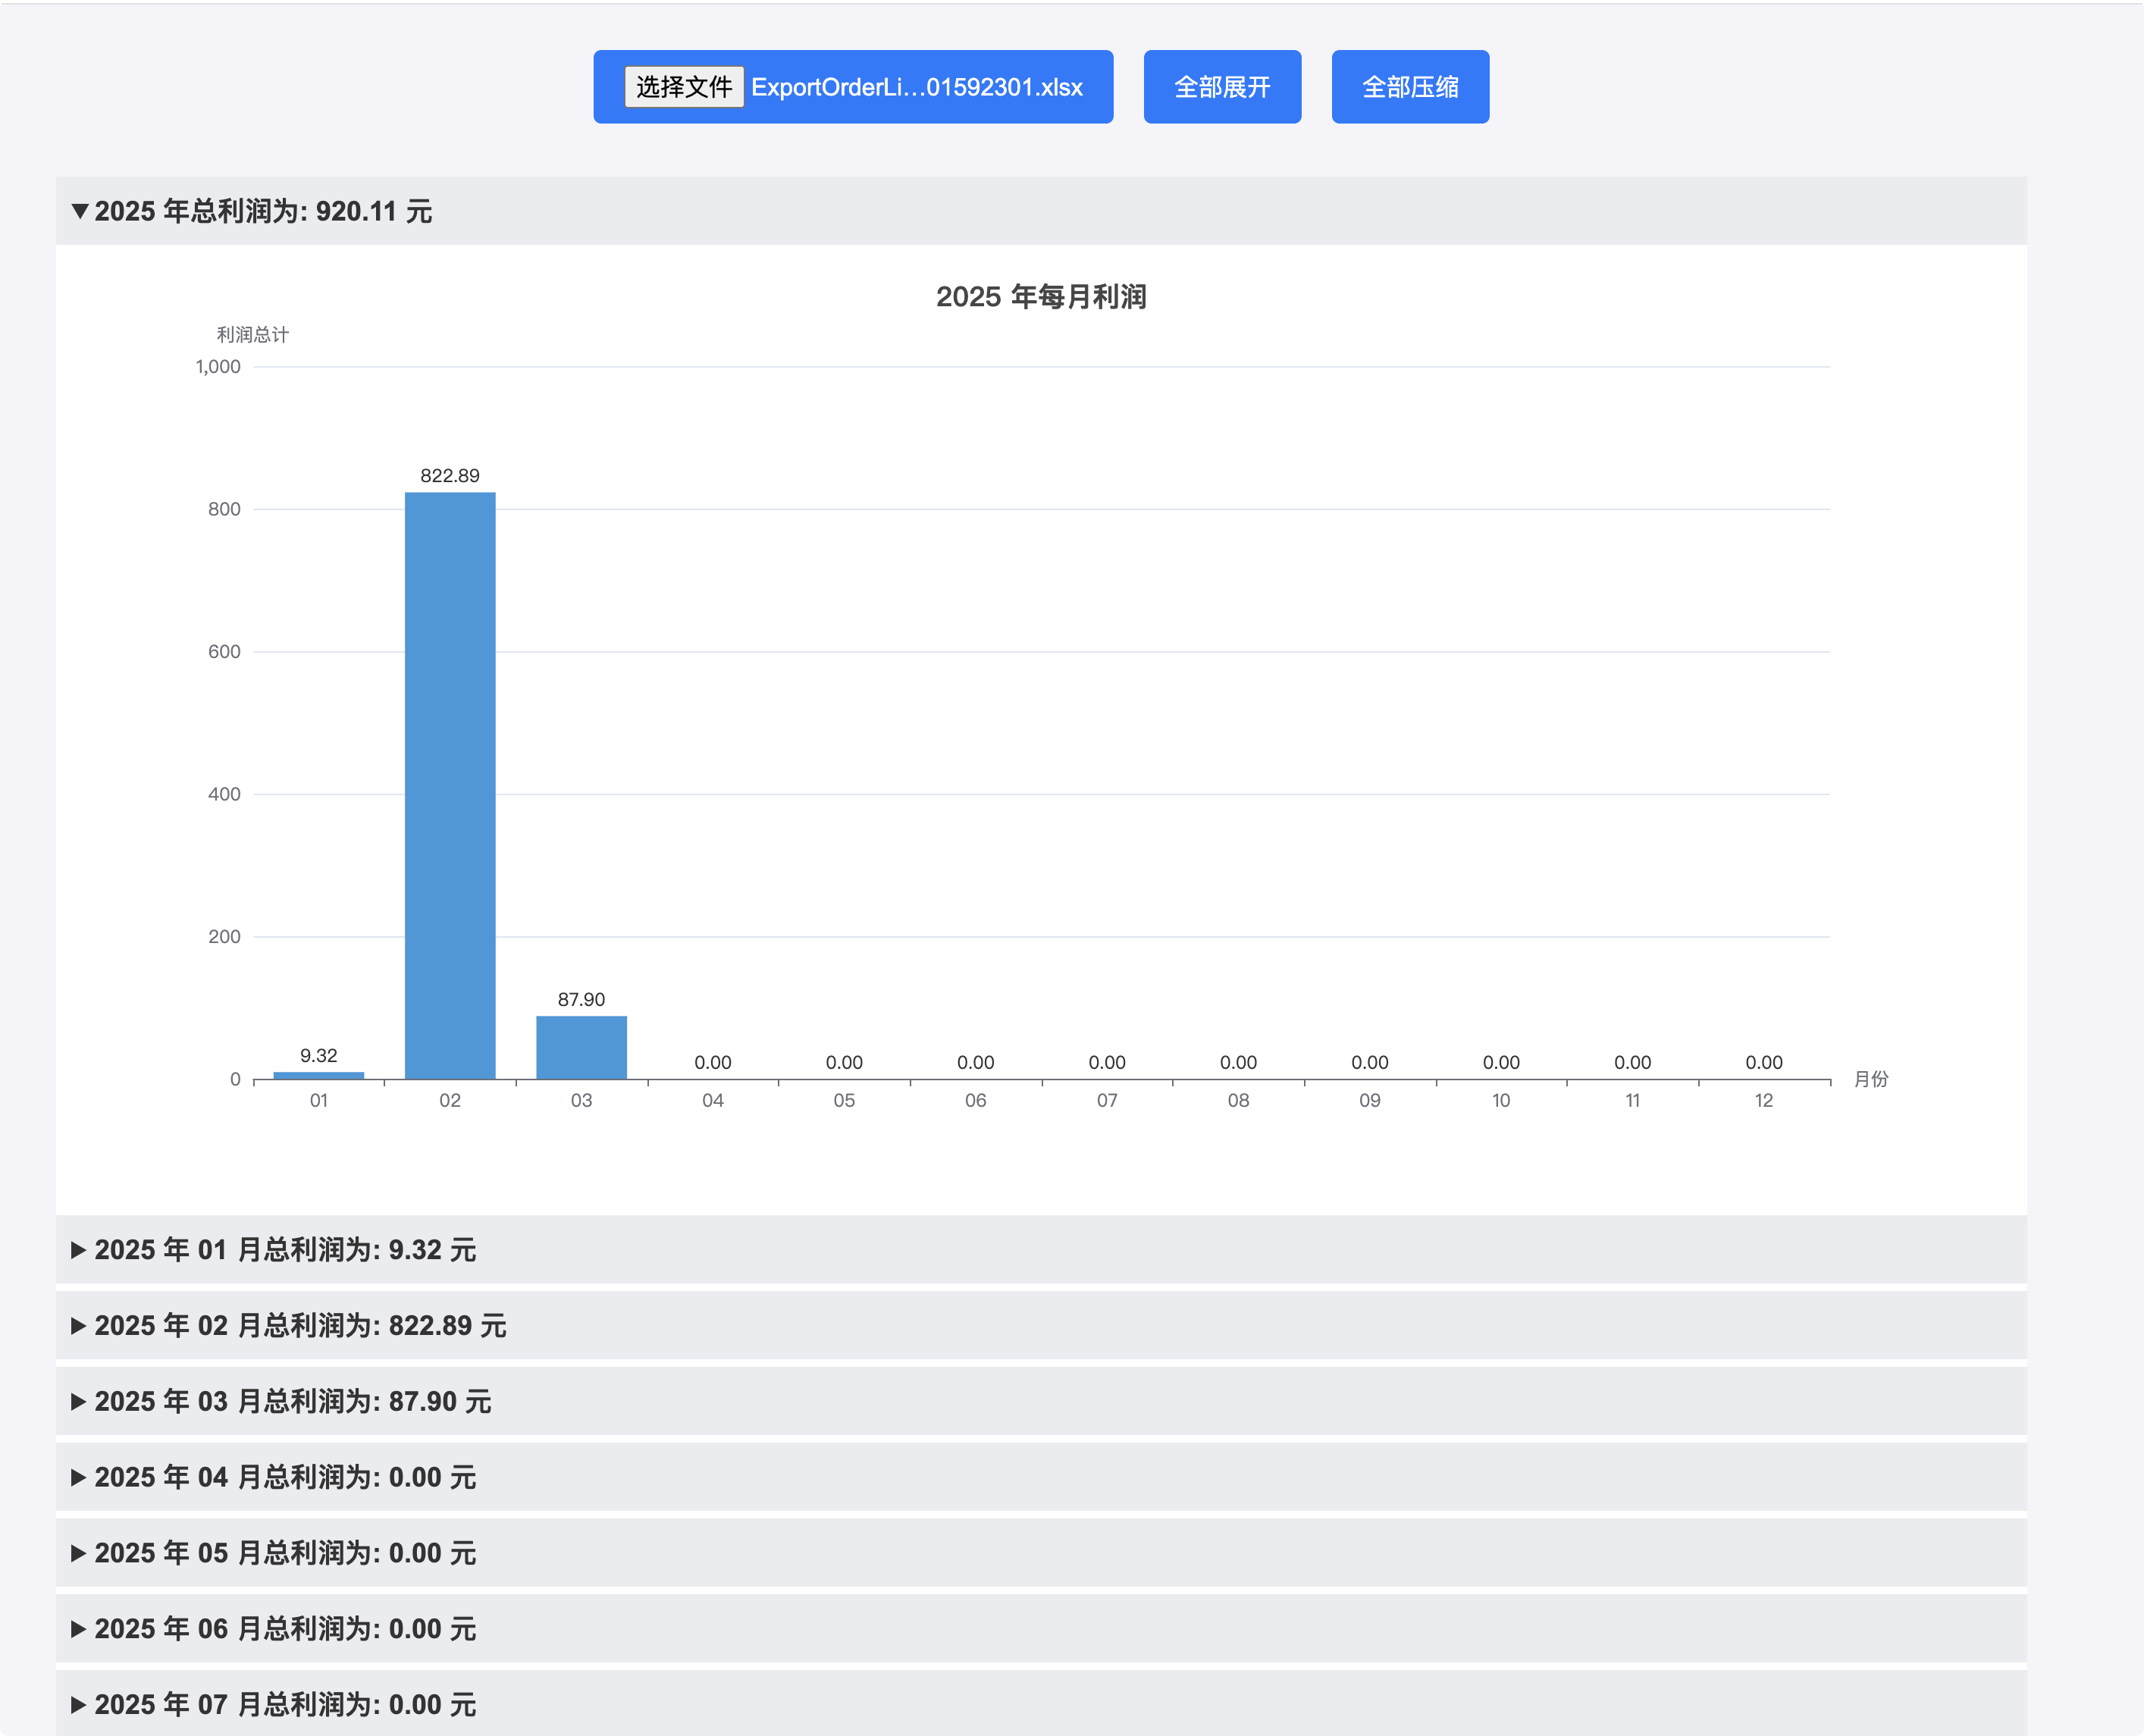 选择文件 ExportOrderLi...01592301.xlsx 全部展开 全部压缩
▼2025 年总利润为: 920.11 元
2025 年每月利润
利润总计
1,000
822.89
800
600
400
200
87.90
9.32
0.00 0.00 0.00 0.00 0.00 0.00 0.00 0.00 0.00
0
月份
01 02 03 04 05 06 07 08 09 10 11 12
▶ 2025 年 01 月总利润为: 9.32 元
▶ 2025 年 02 月总利润为: 822.89 元
▶ 2025 年 03 月总利润为: 87.90 元
▶ 2025 年 04 月总利润为: 0.00 元
▶ 2025 年 05 月总利润为: 0.00 元
▶ 2025 年 06 月总利润为: 0.00 元
▶ 2025 年 07 月总利润为: 0.00 元